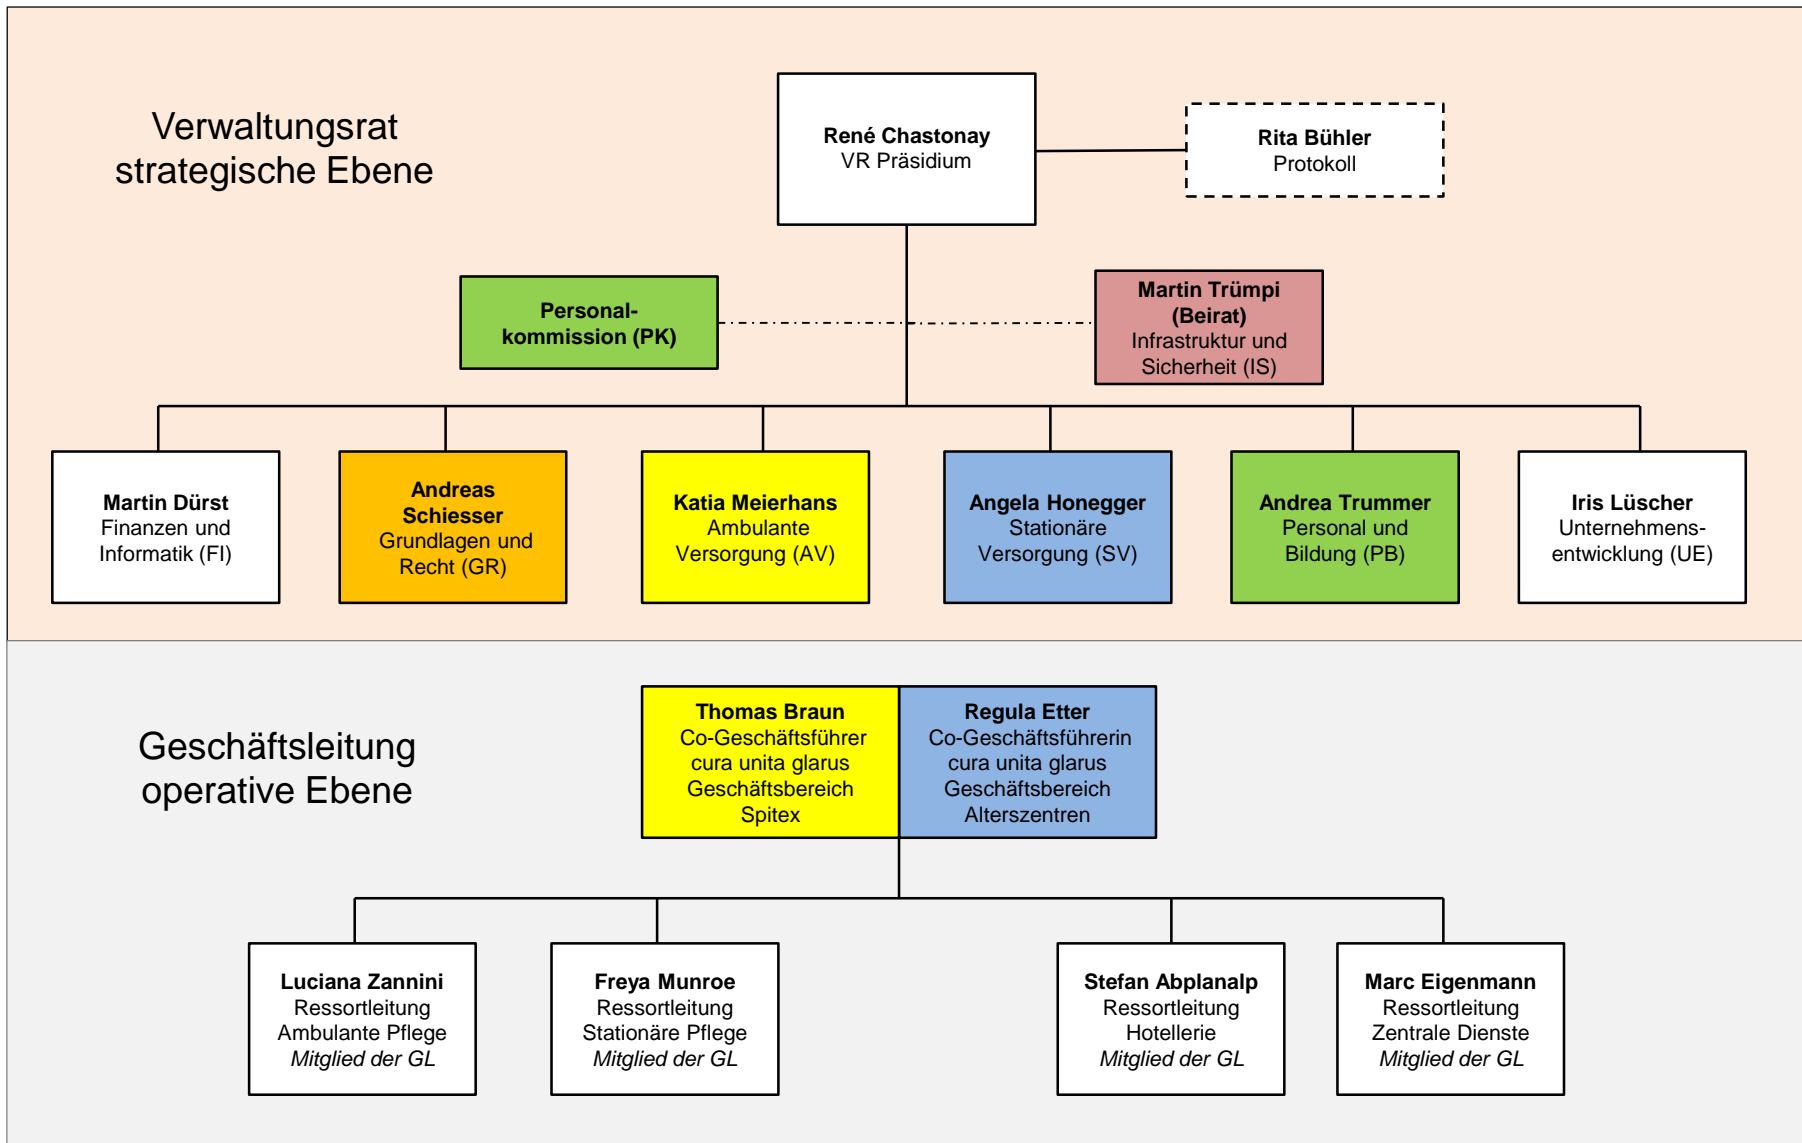 Verwaltungsrat
strategische Ebene
René Chastonay
VR Präsidium
Rita Bühler
Protokoll
Personal-
kommission (PK)
Martin Trümpi
(Beirat)
Infrastruktur und
Sicherheit (IS)
Martin Dürst
Finanzen und
Informatik (FI)
Andreas
Schiesser
Grundlagen und
Recht (GR)
Katia Meierhans
Ambulante
Versorgung (AV)
Angela Honegger
Stationäre
Versorgung (SV)
Andrea Trummer
Personal und
Bildung (PB)
Iris Lüscher
Unternehmens-
entwicklung (UE)
Geschäftsleitung
operative Ebene
Thomas Braun
Co-Geschäftsführer
cura unita glarus
Geschäftsbereich
Spitex
Regula Etter
Co-Geschäftsführerin
cura unita glarus
Geschäftsbereich
Alterszentren
Luciana Zannini
Ressortleitung
Ambulante Pflege
Mitglied der GL
Freya Munroe
Ressortleitung
Stationäre Pflege
Mitglied der GL
Stefan Abplanalp
Ressortleitung
Hotellerie
Mitglied der GL
Marc Eigenmann
Ressortleitung
Zentrale Dienste
Mitglied der GL